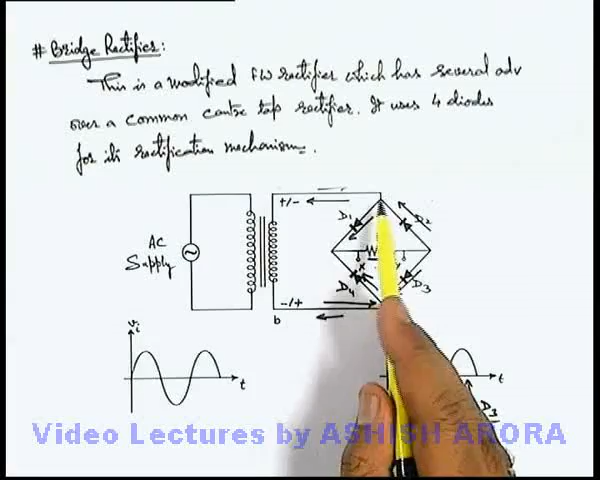 # Bridge Rectifier:
This is a modified FW rectifier which has several adv
over a common centre tap rectifier. It uses 4 diodes
for its rectification mechanism.
+/-
D1
D2
AC
Supply
x
y
D4
D3
-/+
b
vi
t
t
Video Lectures by ASHISH ARORA